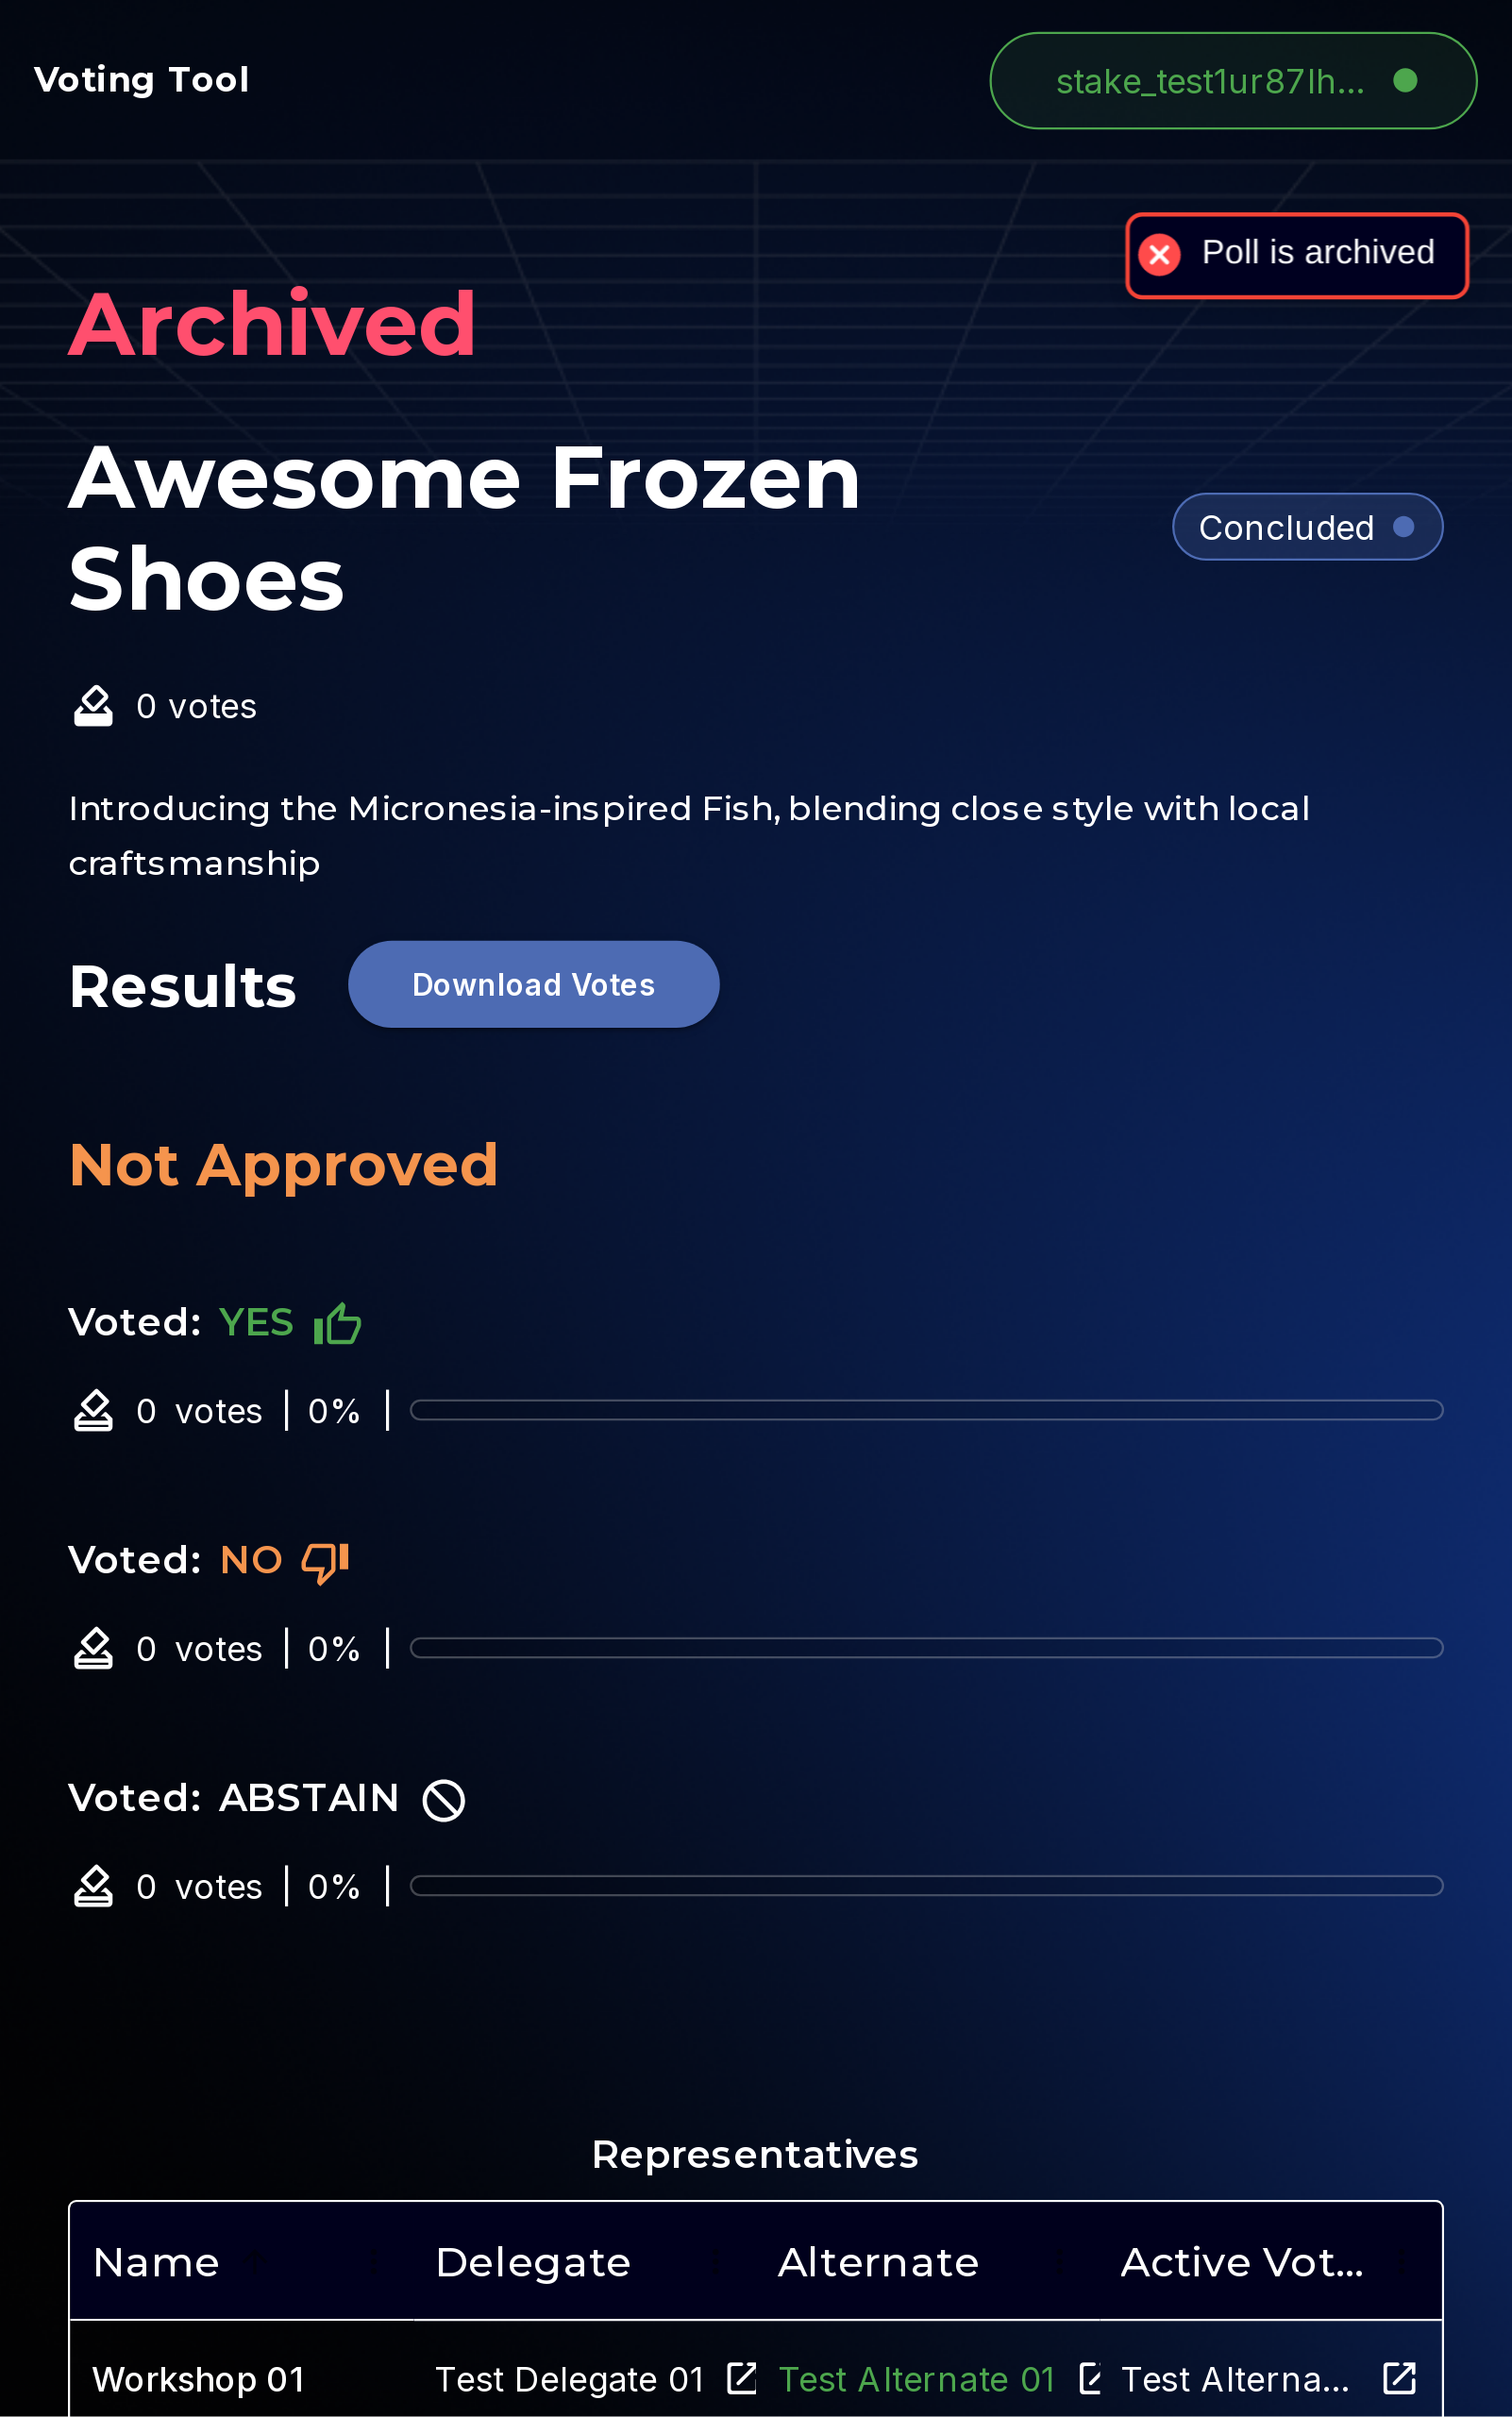 Voting Tool
stake_test1ur87lh...
Poll is archived
Archived
Awesome Frozen
Shoes
Concluded
0 votes
Introducing the Micronesia-inspired Fish, blending close style with local
craftsmanship
Results
Download Votes
Not Approved
Voted: YES
0 votes | 0% |
Voted: NO
0 votes | 0% |
Voted: ABSTAIN
0 votes | 0% |
Representatives
Name Delegate Alternate Active Vot...
Workshop 01 Test Delegate 01 Test Alternate 01 Test Alterna...